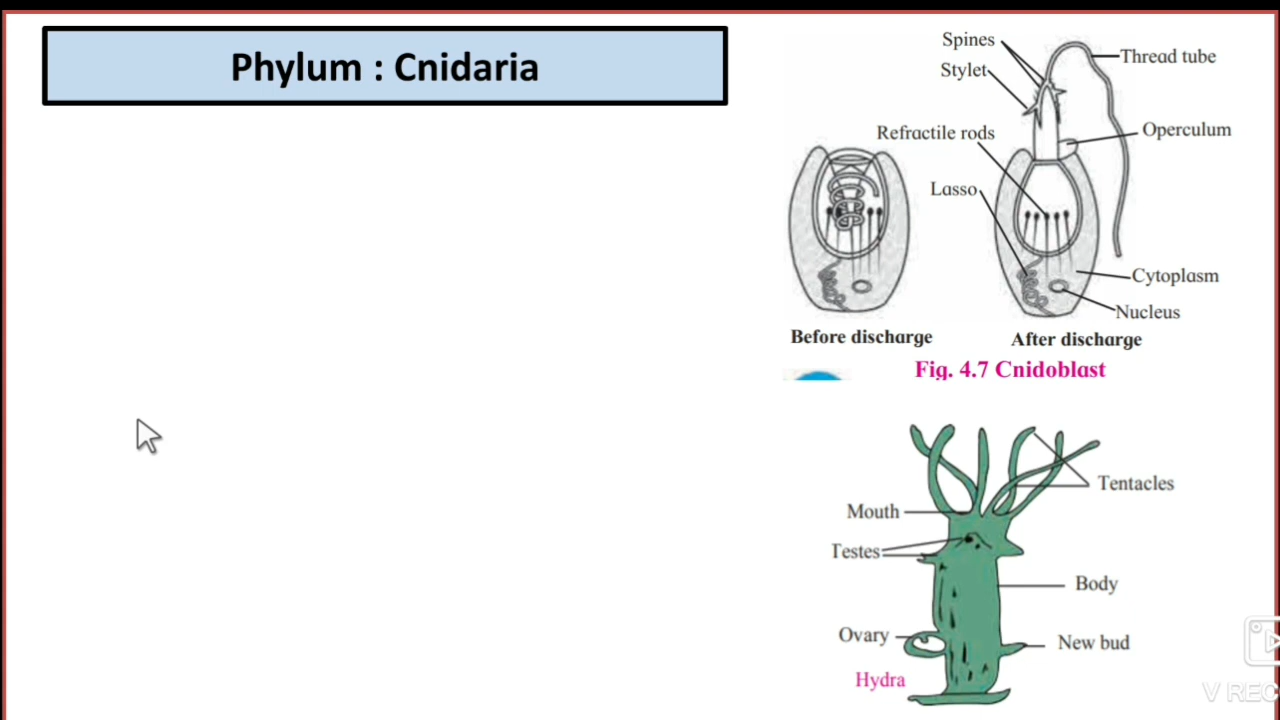 Phylum : Cnidaria
Spines
Stylet
Thread tube
Refractile rods
Operculum
Lasso
Cytoplasm
Nucleus
Before discharge
After discharge
Fig. 4.7 Cnidoblast
Tentacles
Mouth
Testes
Body
Ovary
New bud
Hydra
V REC